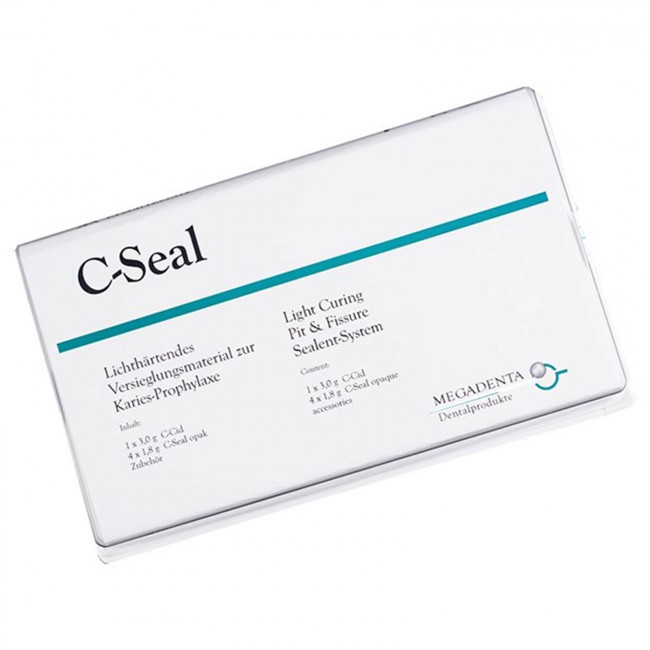 C-Seal
Lichthärtendes
Versieglungsmaterial zur
Karies-Prophylaxe
Inhalt:
1 x 3,0 g C-Cid
4 x 1,8 g C-Seal opak
Zubehör
Light Curing
Pit & Fissure
Sealent-System
Content:
1 x 3,0 g C-Cid
4 x 1,8 g C-Seal opaque
accessories
MEGADENTA
Dentalprodukte